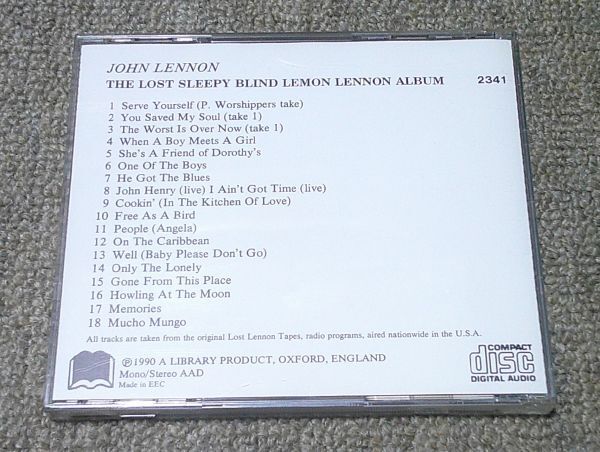 JOHN LENNON
THE LOST SLEEPY BLIND LEMON LENNON ALBUM 2341
1 Serve Yourself (P. Worshippers take)
2 You Saved My Soul (take 1)
3 The Worst Is Over Now (take 1)
4 When A Boy Meets A Girl
5 She's A Friend of Dorothy's
6 One Of The Boys
7 He Got The Blues
8 John Henry (live) I Ain't Got Time (live)
9 Cookin' (In The Kitchen Of Love)
10 Free As A Bird
11 People (Angela)
12 On The Caribbean
13 Well (Baby Please Don't Go)
14 Only The Lonely
15 Gone From This Place
16 Howling At The Moon
17 Memories
18 Mucho Mungo
All tracks are taken from the original Lost Lennon Tapes, radio programs, aired nationwide in the U.S.A.
℗1990 A LIBRARY PRODUCT, OXFORD, ENGLAND
Mono/Stereo AAD
Made in EEC
COMPACT
disc
DIGITAL AUDIO